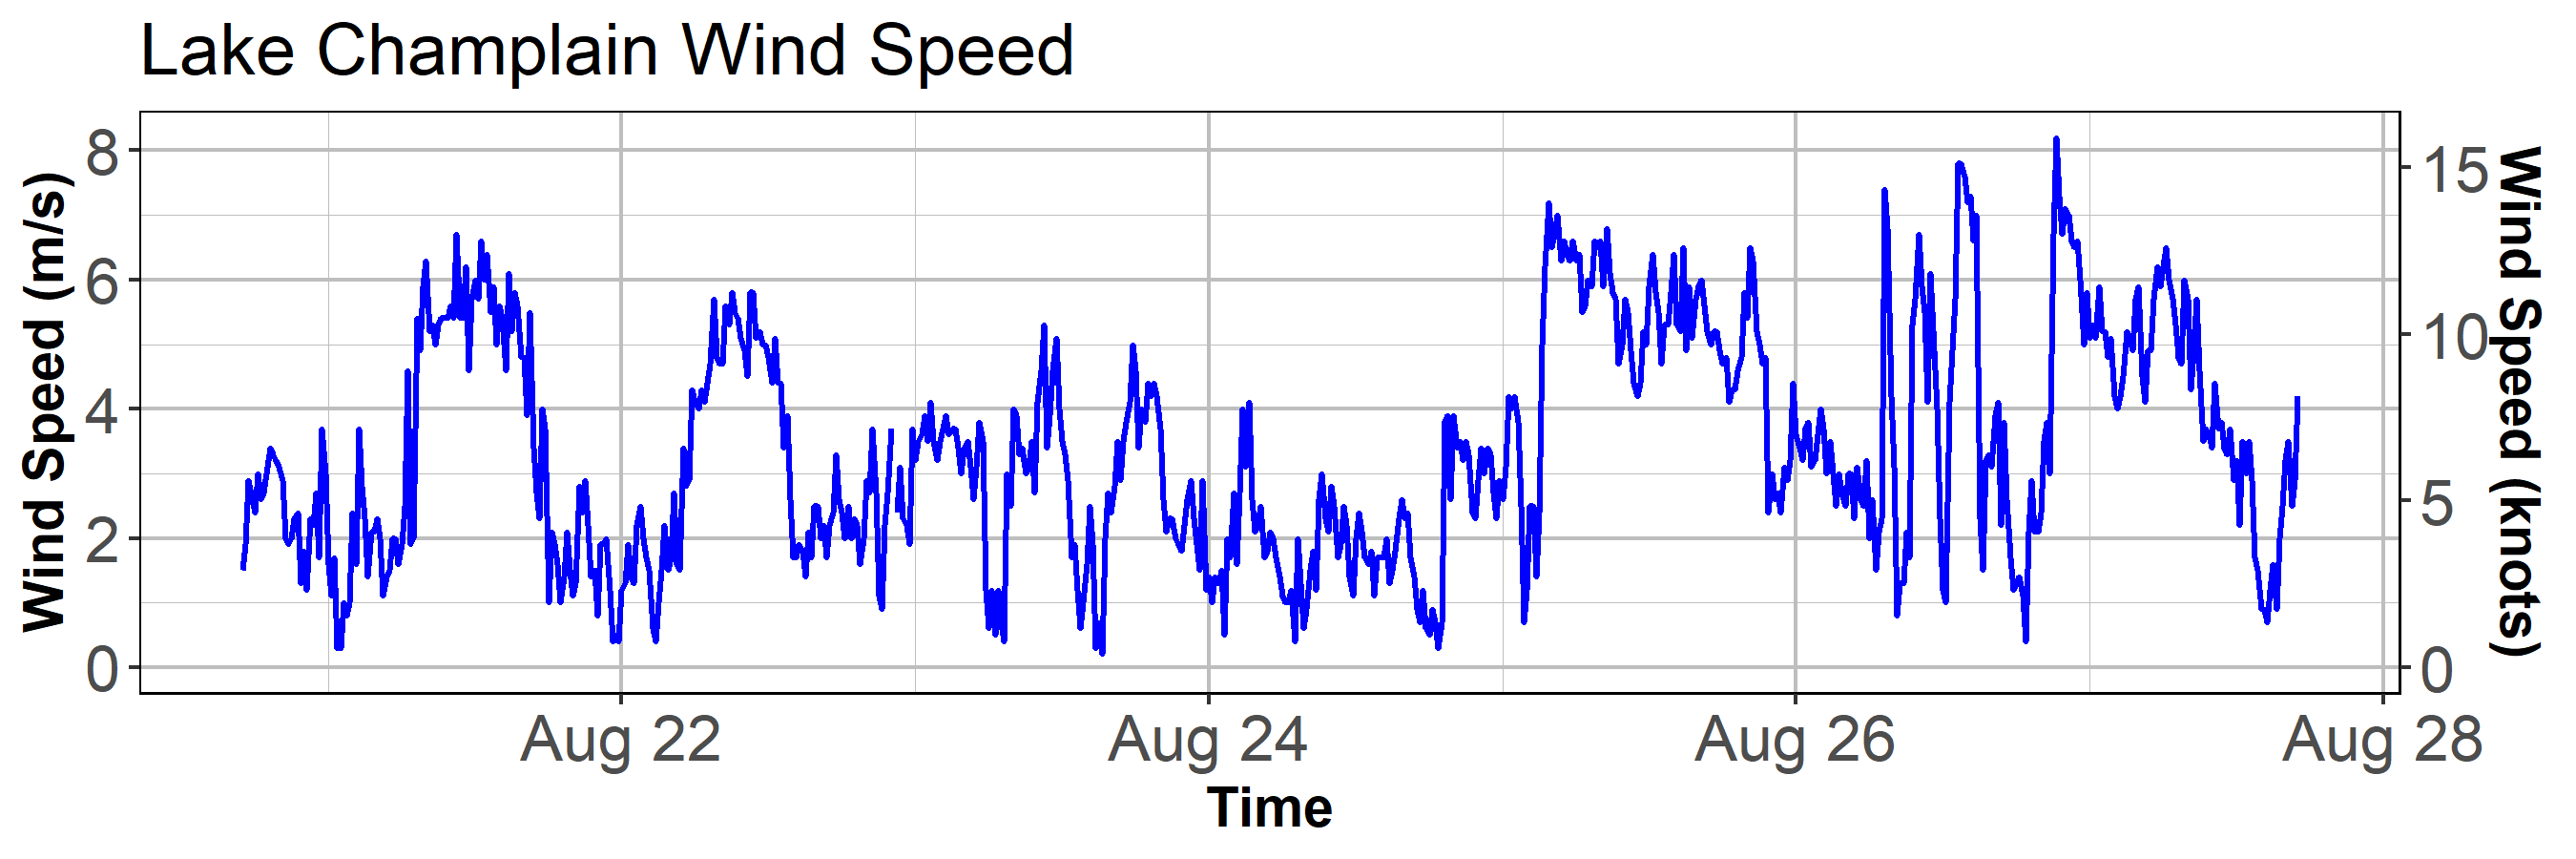 Lake Champlain Wind Speed
Wind Speed (m/s)
8
6
4
2
0
15
10
5
0
Wind Speed (knots)
Aug 22
Aug 24
Aug 26
Aug 28
Time